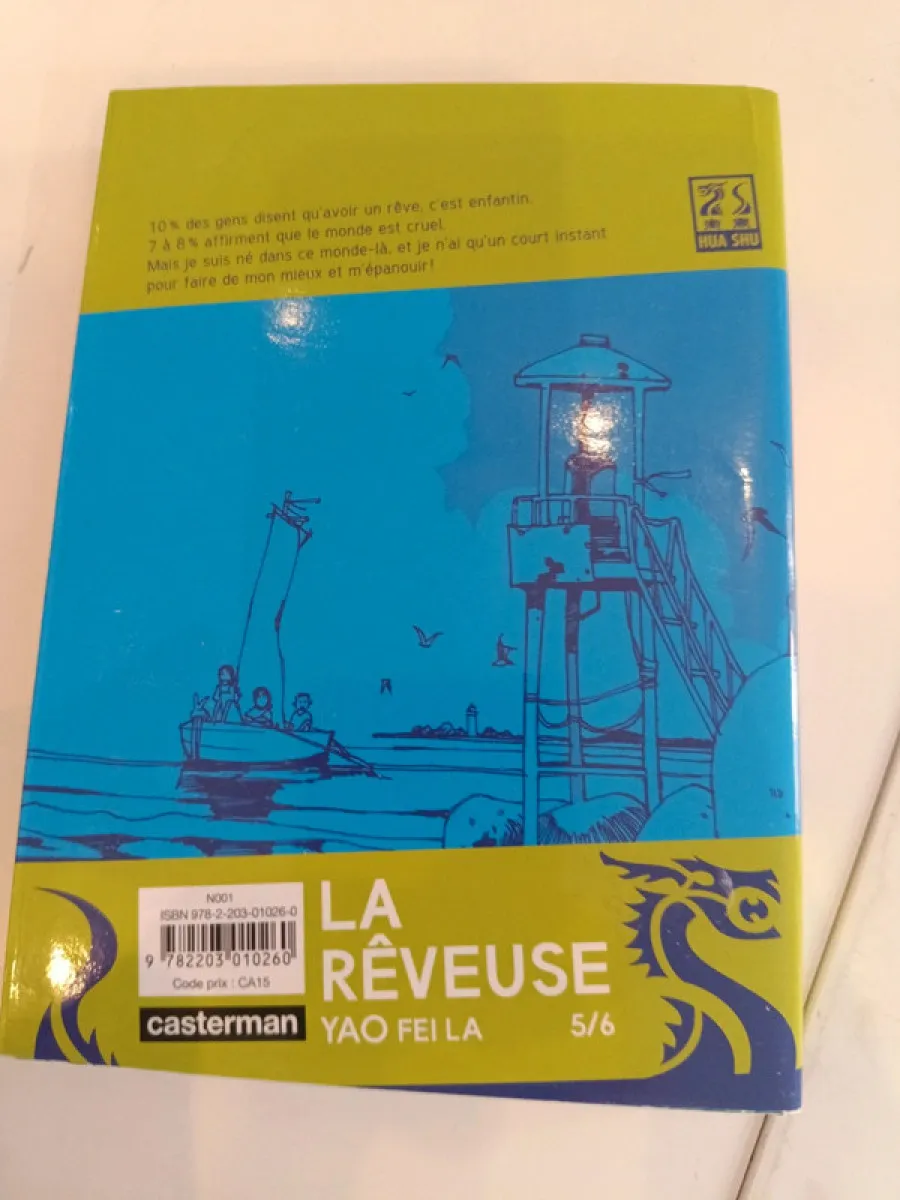 10 % des gens disent qu'avoir un rêve, c'est enfantin.
7 à 8 % affirment que le monde est cruel.
Mais je suis né dans ce monde-là, et je n'ai qu'un court instant
pour faire de mon mieux et m'épanouir !
HUA SHU
N001
ISBN 978-2-203-01026-0
9 782203 010260
Code prix : CA15
casterman
LA
RÊVEUSE
YAO FEI LA 5/6